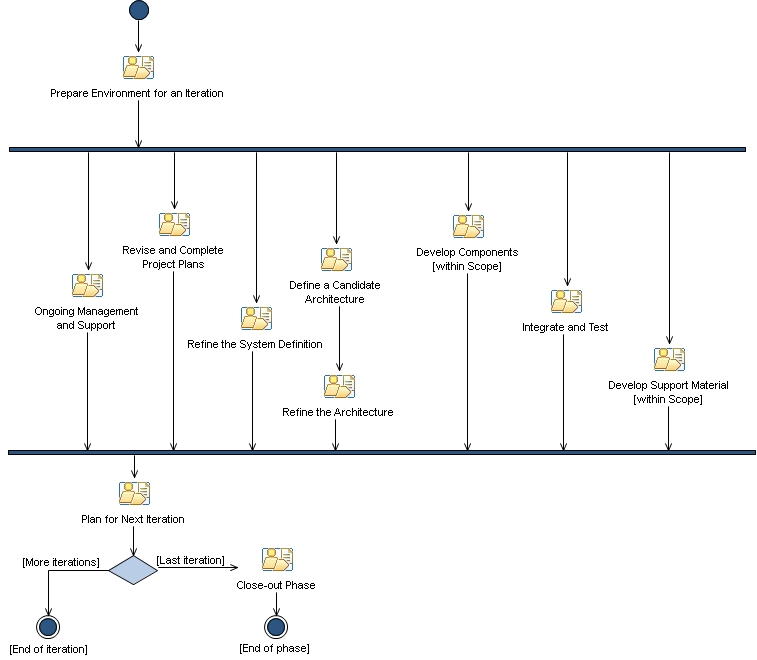 Prepare Environment for an Iteration
Revise and Complete
Project Plans
Develop Components
[within Scope]
Define a Candidate
Architecture
Ongoing Management
and Support
Integrate and Test
Refine the System Definition
Develop Support Material
[within Scope]
Refine the Architecture
Plan for Next Iteration
[More iterations]
[Last iteration]
Close-out Phase
[End of iteration]
[End of phase]